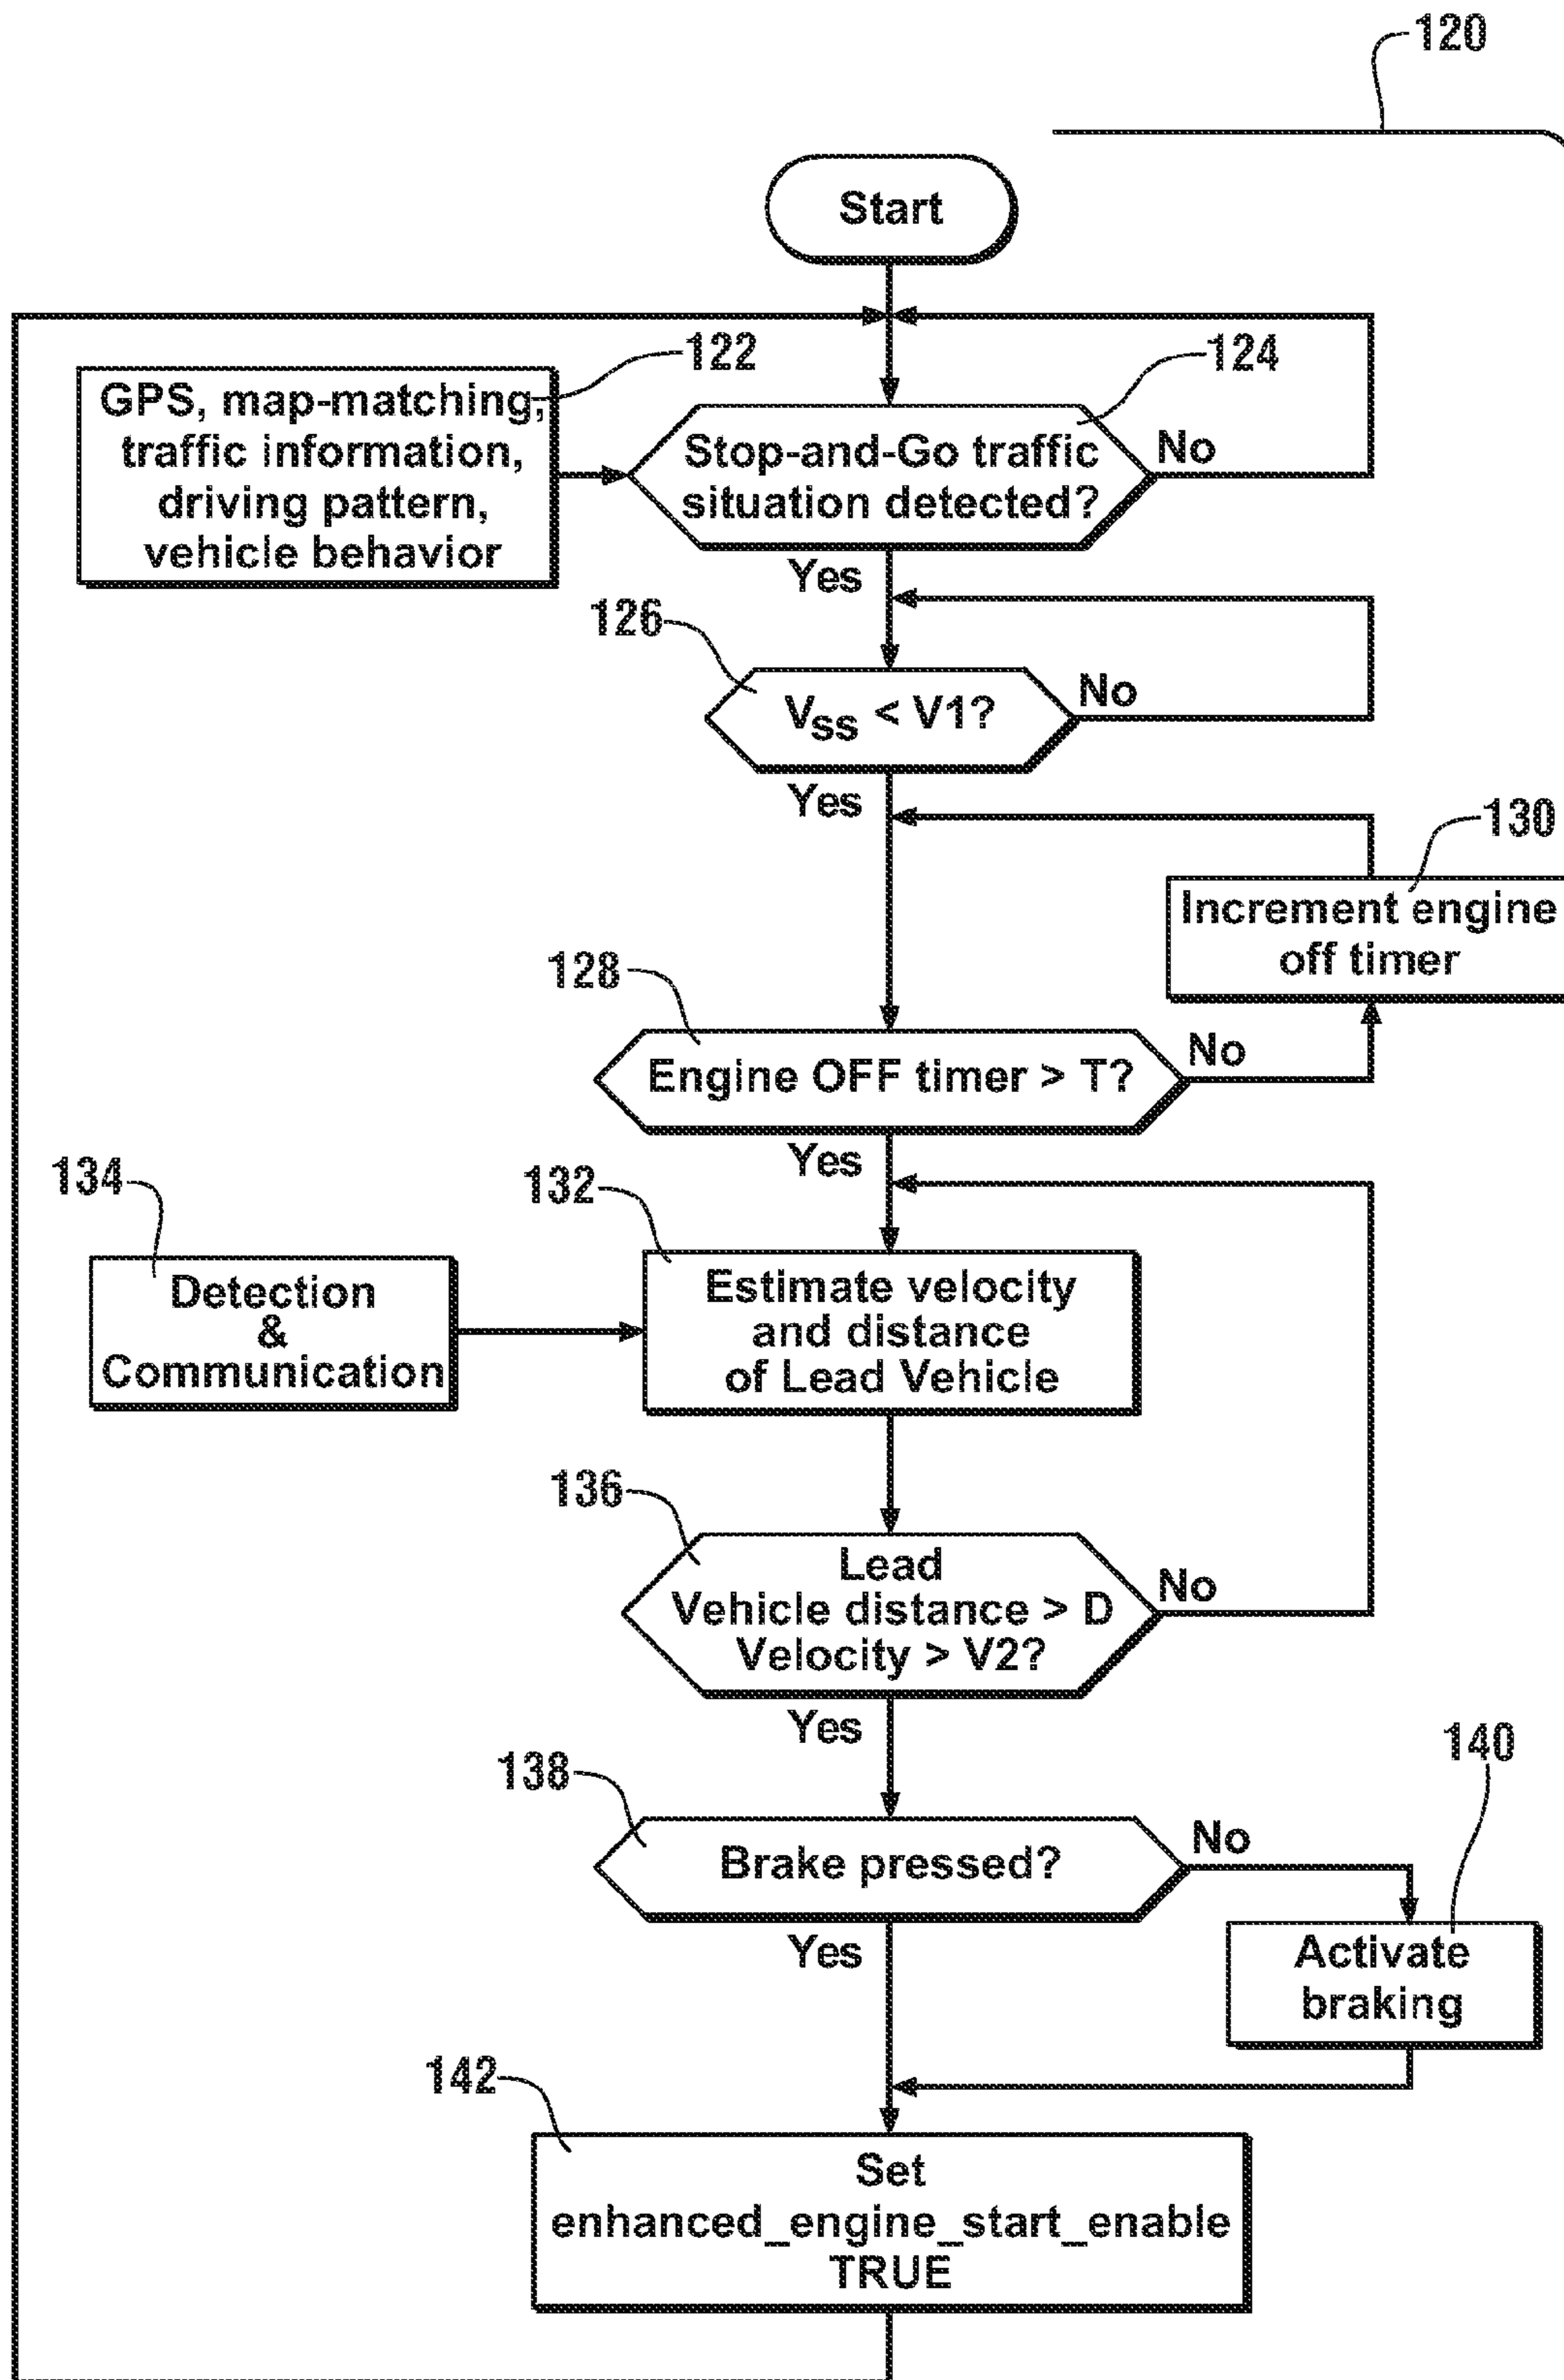 120
Start
122
124
GPS, map-matching,
traffic information,
driving pattern,
vehicle behavior
Stop-and-Go traffic
situation detected?
No
Yes
126
Vss < V1?
No
Yes
130
Increment engine
off timer
128
Engine OFF timer > T?
No
Yes
134
132
Detection
&
Communication
Estimate velocity
and distance
of Lead Vehicle
136
Lead
Vehicle distance > D
Velocity > V2?
No
Yes
138
140
Brake pressed?
No
Yes
Activate
braking
142
Set
enhanced_engine_start_enable
TRUE